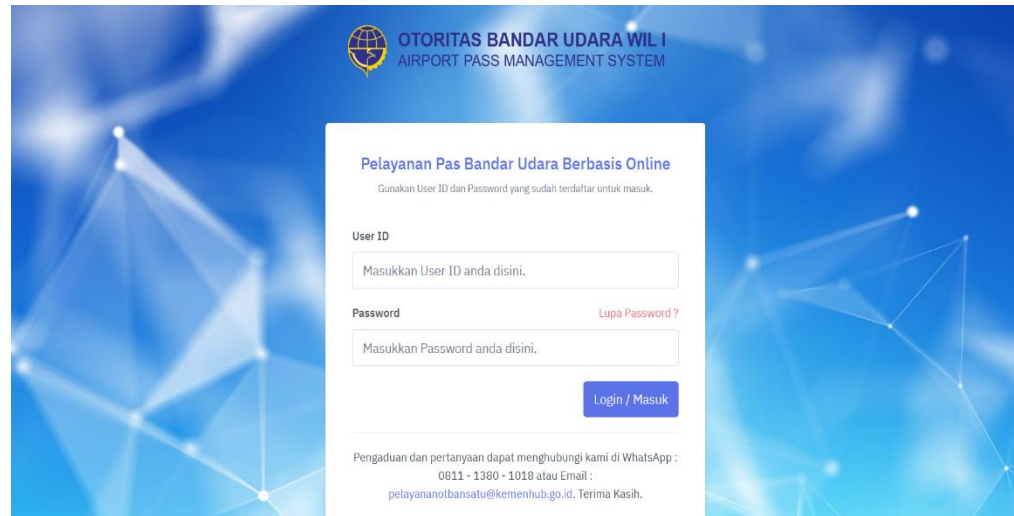 OTORITAS BANDAR UDARA WIL I
AIRPORT PASS MANAGEMENT SYSTEM
Pelayanan Pas Bandar Udara Berbasis Online
Gunakan User ID dan Password yang sudah terdaftar untuk masuk.
User ID
Masukkan User ID anda disini.
Password
Lupa Password ?
Masukkan Password anda disini.
Login / Masuk
Pengaduan dan pertanyaan dapat menghubungi kami di WhatsApp :
0811 - 1380 - 1018 atau Email :
pelayananotbansatu@kemenhub.go.id. Terima Kasih.